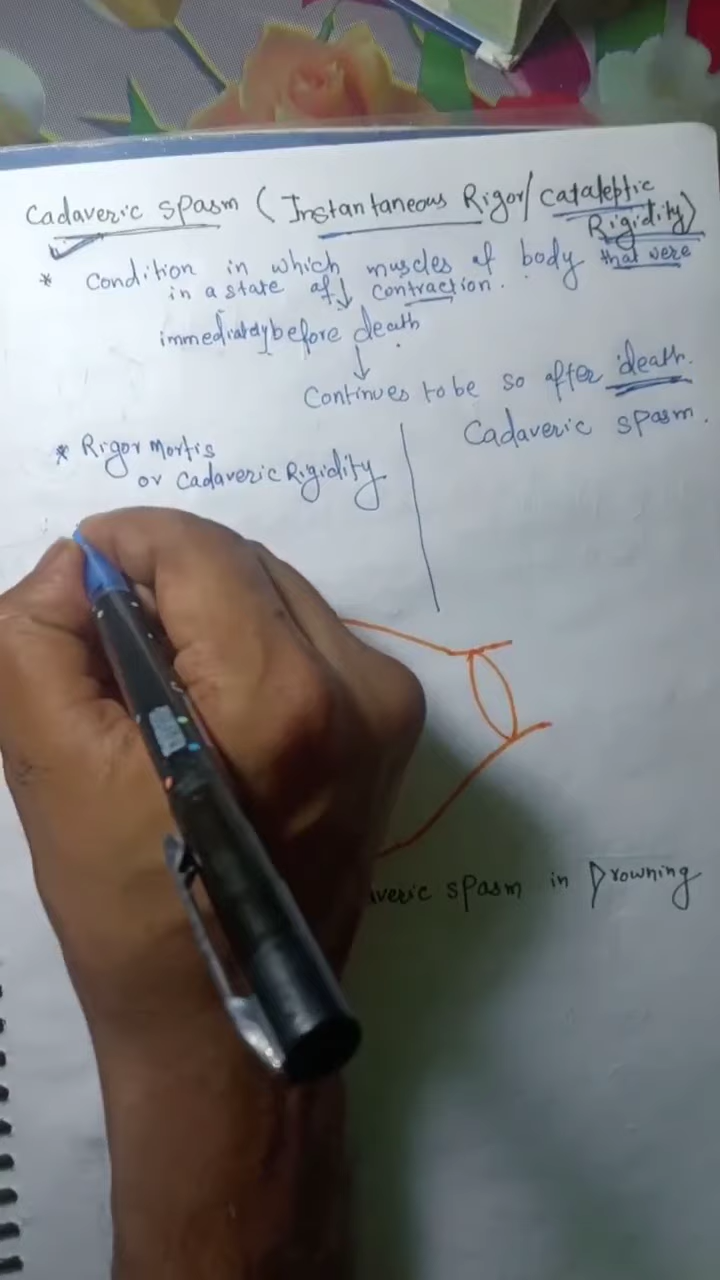 Cadaveric spasm (Instantaneous Rigor/Cataleptic
Rigidity)
* Condition in which muscles of body that were
in a state of contraction.
immediately before death
Continues to be so after death.
* Rigor Mortis
or Cadaveric Rigidity
Cadaveric spasm.
spasm in Drowning